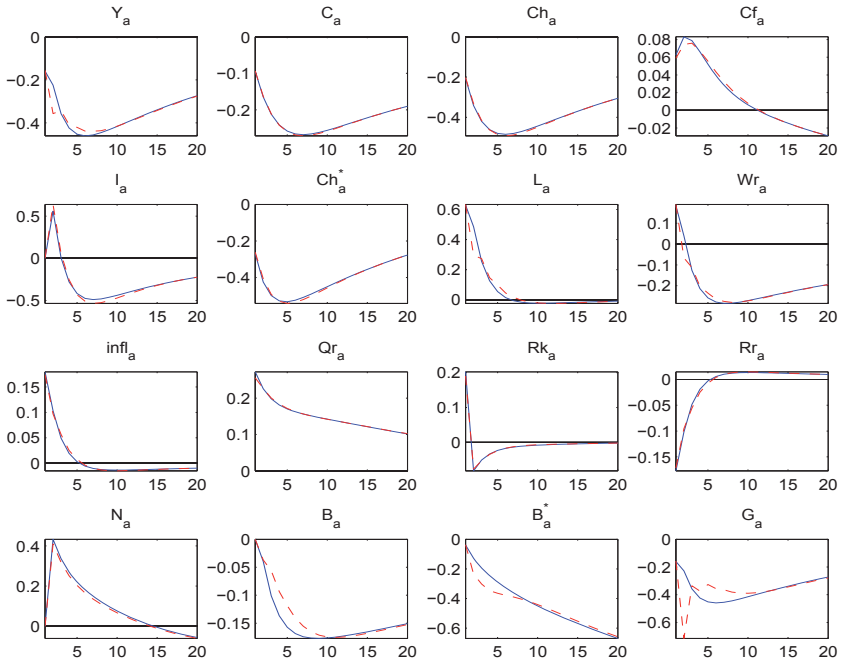 Y_a
0
−0.2
−0.4
5 10 15 20
C_a
0
−0.1
−0.2
5 10 15 20
Ch_a
0
−0.2
−0.4
5 10 15 20
Cf_a
0.08
0.06
0.04
0.02
0
−0.02
5 10 15 20
I_a
0.5
0
−0.5
5 10 15 20
Ch_a^*
0
−0.2
−0.4
5 10 15 20
L_a
0.6
0.4
0.2
0
5 10 15 20
Wr_a
0.1
0
−0.1
−0.2
5 10 15 20
infl_a
0.15
0.1
0.05
0
5 10 15 20
Qr_a
0.2
0.1
0
5 10 15 20
Rk_a
0.2
0.1
0
5 10 15 20
Rr_a
0
−0.05
−0.1
−0.15
5 10 15 20
N_a
0.4
0.2
0
5 10 15 20
B_a
0
−0.05
−0.1
−0.15
5 10 15 20
B_a^*
0
−0.2
−0.4
−0.6
5 10 15 20
G_a
0
−0.2
−0.4
−0.6
5 10 15 20